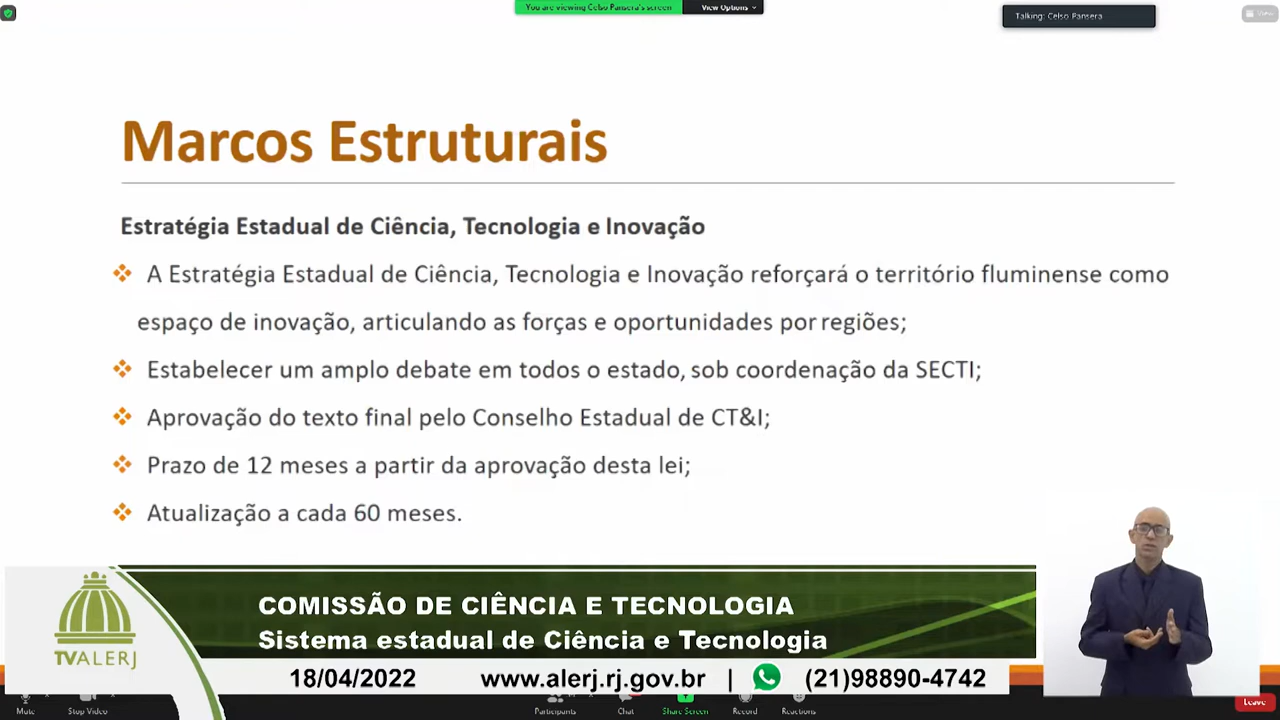 You are viewing Celso Pansera's screen
View Options
Talking: Celso Pansera
View
Marcos Estruturais
Estratégia Estadual de Ciência, Tecnologia e Inovação
❖ A Estratégia Estadual de Ciência, Tecnologia e Inovação reforçará o território fluminense como
espaço de inovação, articulando as forças e oportunidades por regiões;
❖ Estabelecer um amplo debate em todos o estado, sob coordenação da SECTI;
❖ Aprovação do texto final pelo Conselho Estadual de CT&I;
❖ Prazo de 12 meses a partir da aprovação desta lei;
❖ Atualização a cada 60 meses.
COMISSÃO DE CIÊNCIA E TECNOLOGIA
Sistema estadual de Ciência e Tecnologia
TVALERJ
18/04/2022 www.alerj.rj.gov.br | (21)98890-4742
Mute Stop Video Participants Chat Share Screen Record Reactions Leave